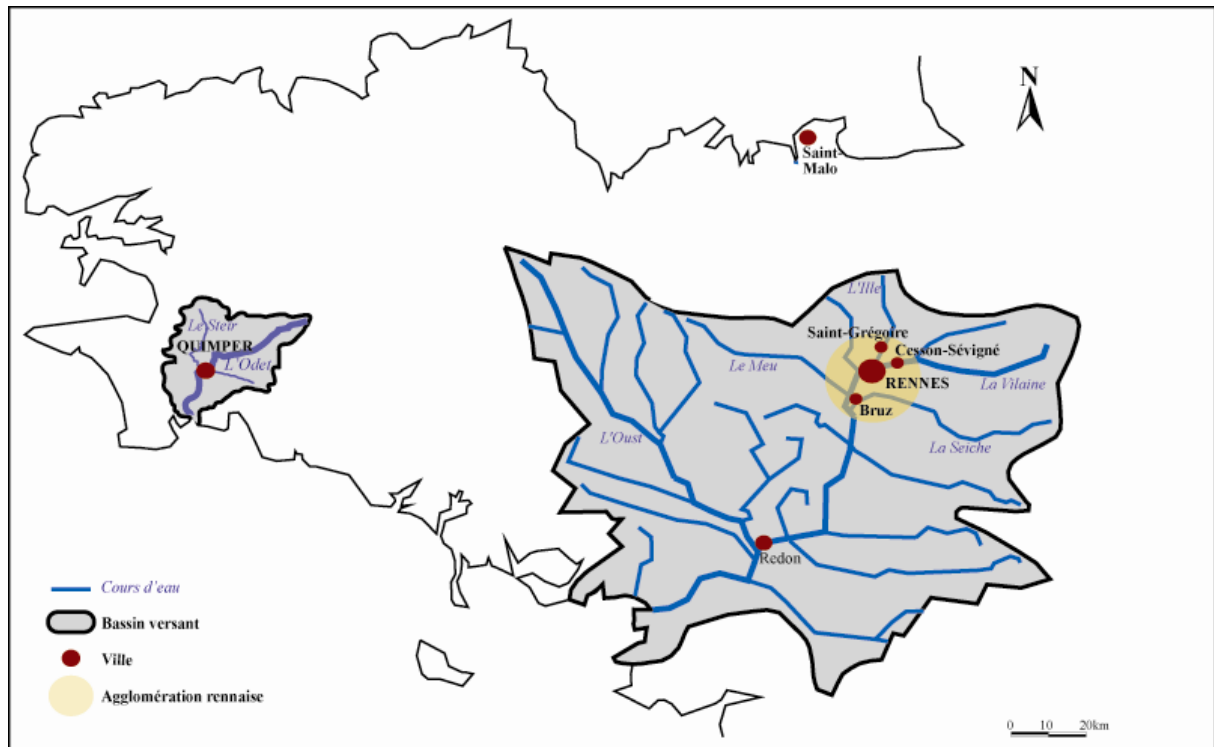 N
Saint-
Malo
L'Ille
Le Steir
QUIMPER
L'Odet
Saint-Grégoire
Cesson-Sévigné
Le Meu
RENNES
La Vilaine
Bruz
L'Oust
La Seiche
Redon
Cours d'eau
Bassin versant
Ville
Agglomération rennaise
0 10 20km